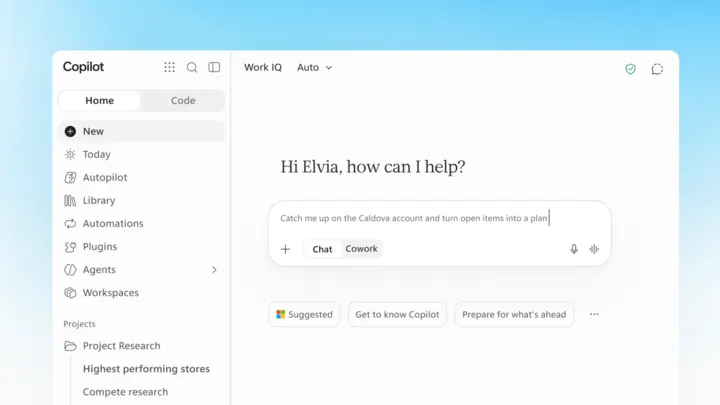 Copilot
Home
Code
New
Today
Autopilot
Library
Automations
Plugins
Agents
Workspaces
Projects
Project Research
Highest performing stores
Compete research
Work IQ
Auto
Hi Elvia, how can I help?
Catch me up on the Caldova account and turn open items into a plan
Chat
Cowork
Suggested
Get to know Copilot
Prepare for what's ahead